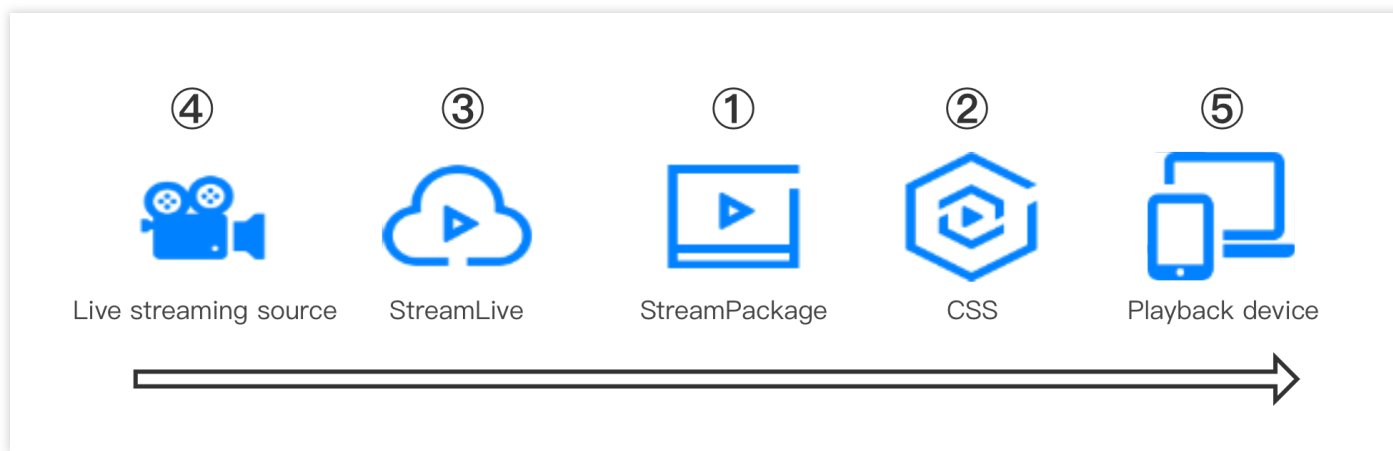 ④ ③ ① ② ⑤
Live streaming source StreamLive StreamPackage CSS Playback device